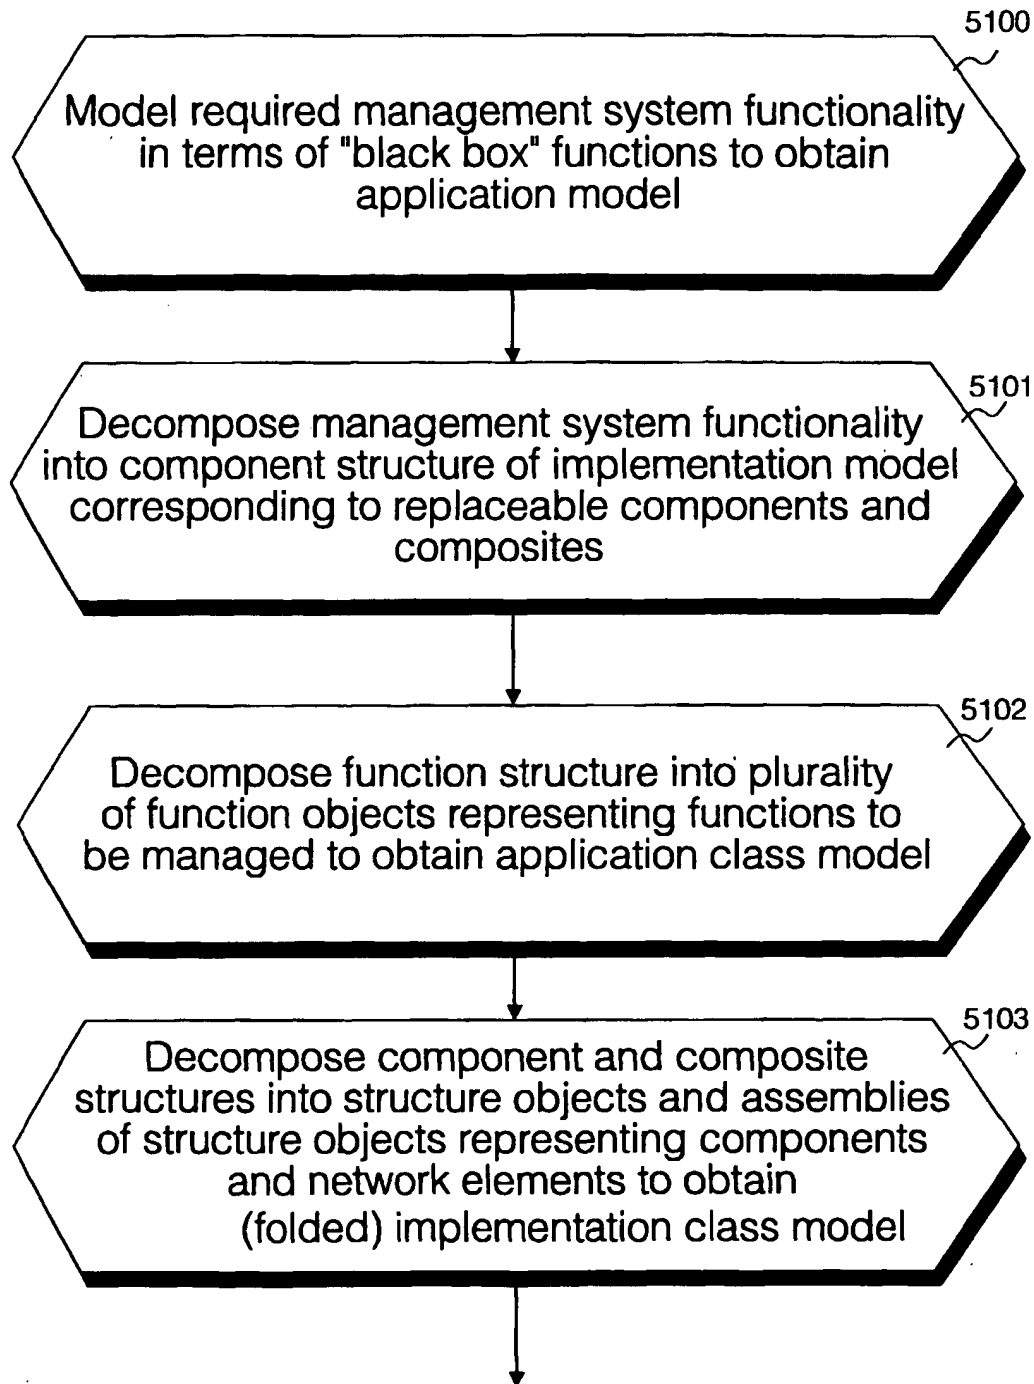 5100
Model required management system functionality
in terms of "black box" functions to obtain
application model
5101
Decompose management system functionality
into component structure of implementation model
corresponding to replaceable components and
composites
5102
Decompose function structure into plurality
of function objects representing functions to
be managed to obtain application class model
5103
Decompose component and composite
structures into structure objects and assemblies
of structure objects representing components
and network elements to obtain
(folded) implementation class model